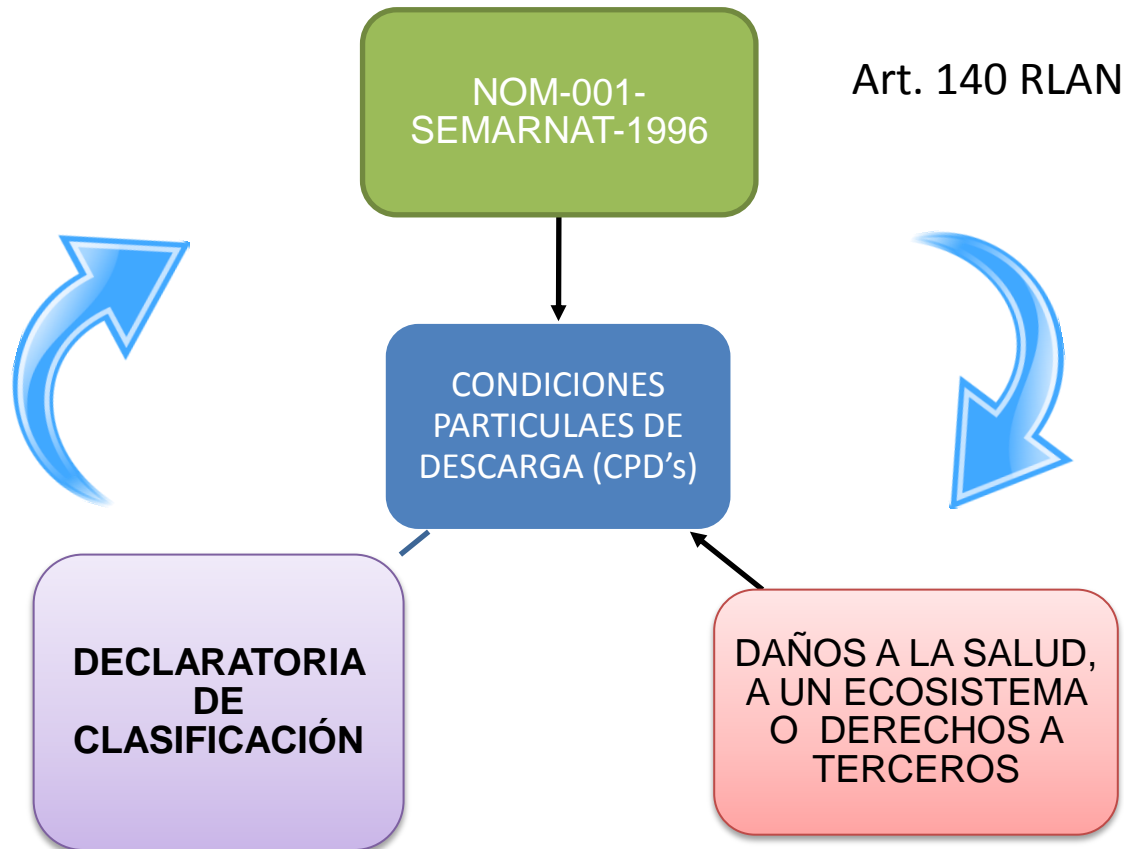 NOM-001-
SEMARNAT-1996
Art. 140 RLAN
CONDICIONES
PARTICULAES DE
DESCARGA (CPD’s)
DECLARATORIA
DE
CLASIFICACIÓN
DAÑOS A LA SALUD,
A UN ECOSISTEMA
O DERECHOS A
TERCEROS